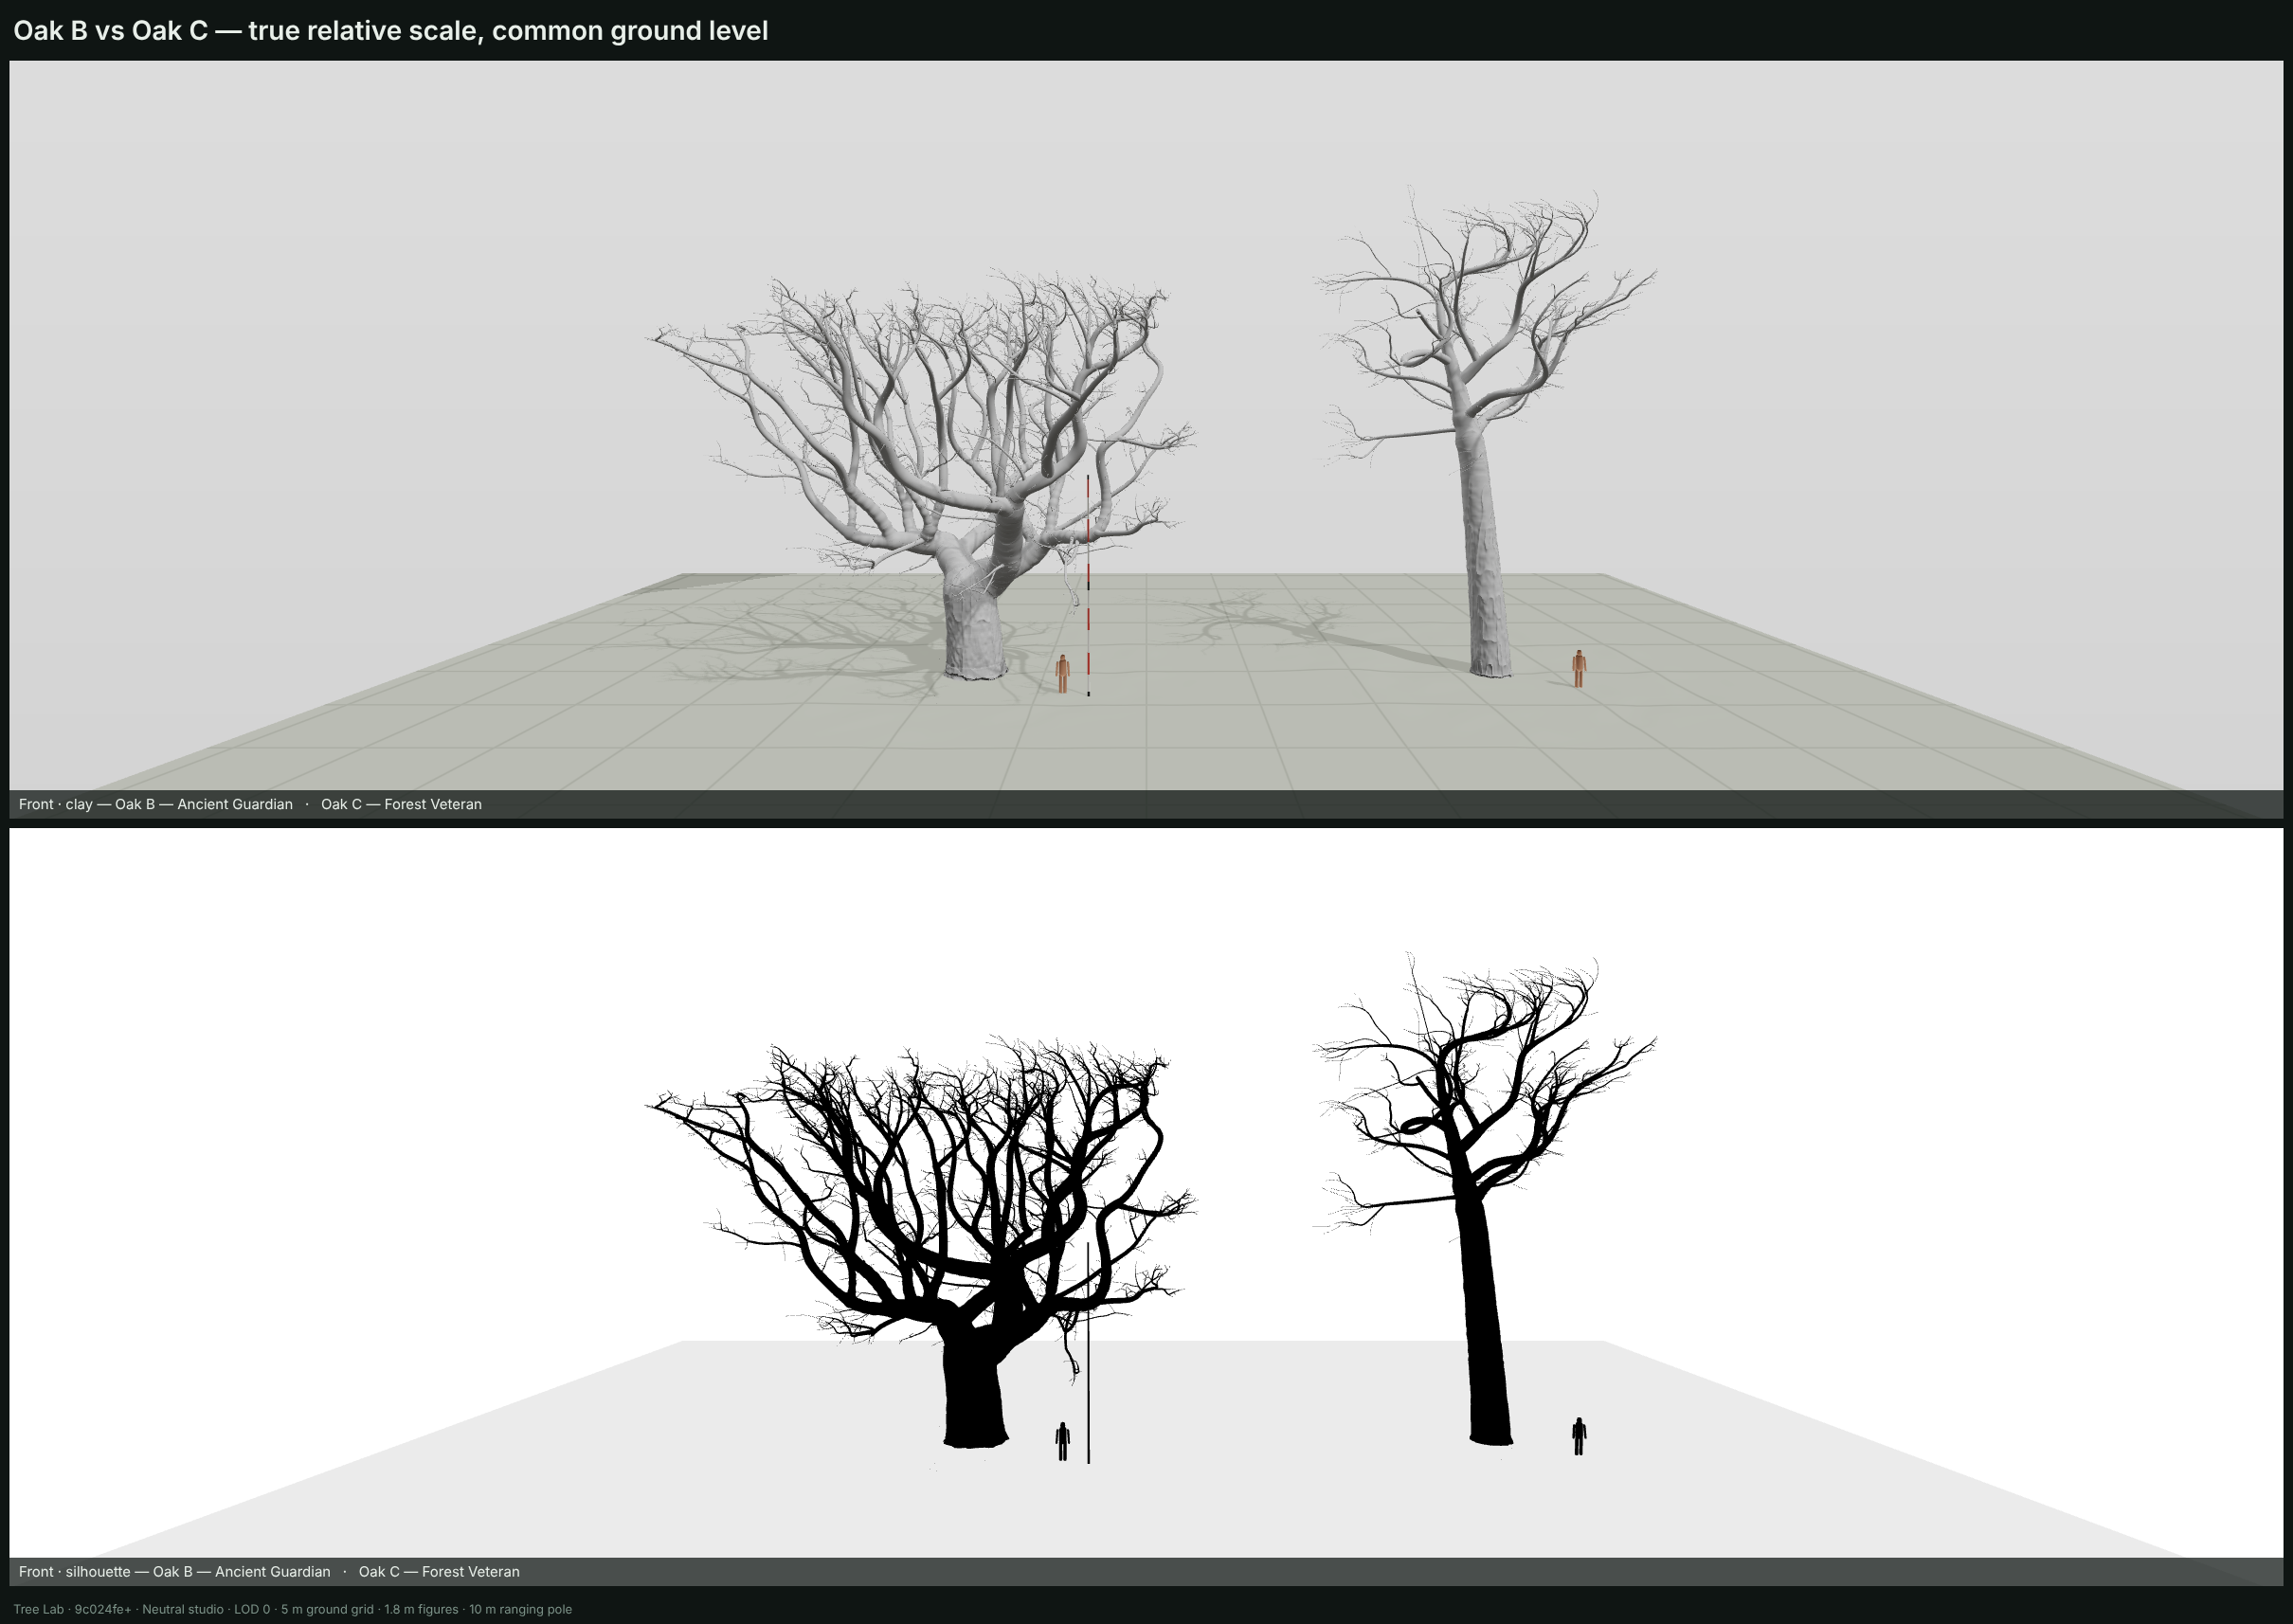 Oak B vs Oak C — true relative scale, common ground level
Front · clay — Oak B — Ancient Guardian · Oak C — Forest Veteran
Front · silhouette — Oak B — Ancient Guardian · Oak C — Forest Veteran
Tree Lab · 9c024fe+ · Neutral studio · LOD 0 · 5 m ground grid · 1.8 m figures · 10 m ranging pole